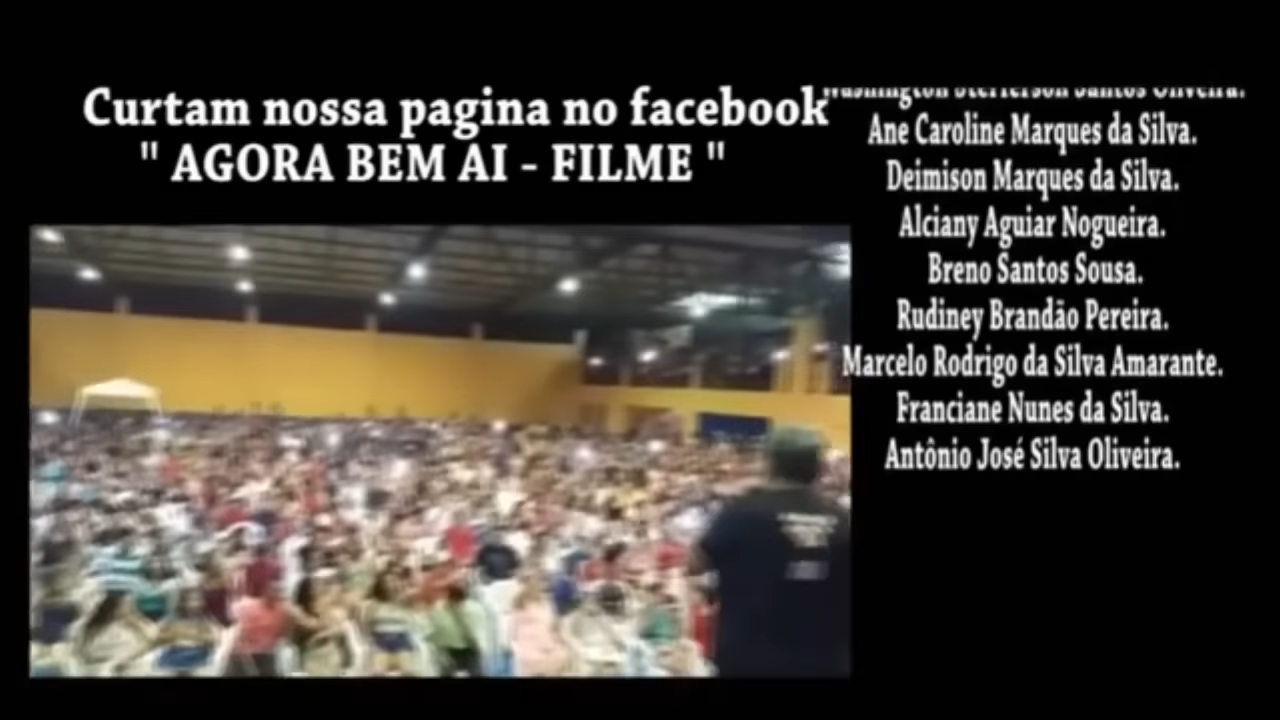 Curtam nossa pagina no facebook
" AGORA BEM AI - FILME "
Santos Oliveira.
Ane Caroline Marques da Silva.
Deimison Marques da Silva.
Alciany Aguiar Nogueira.
Breno Santos Sousa.
Rudiney Brandão Pereira.
Marcelo Rodrigo da Silva Amarante.
Franciane Nunes da Silva.
Antônio José Silva Oliveira.